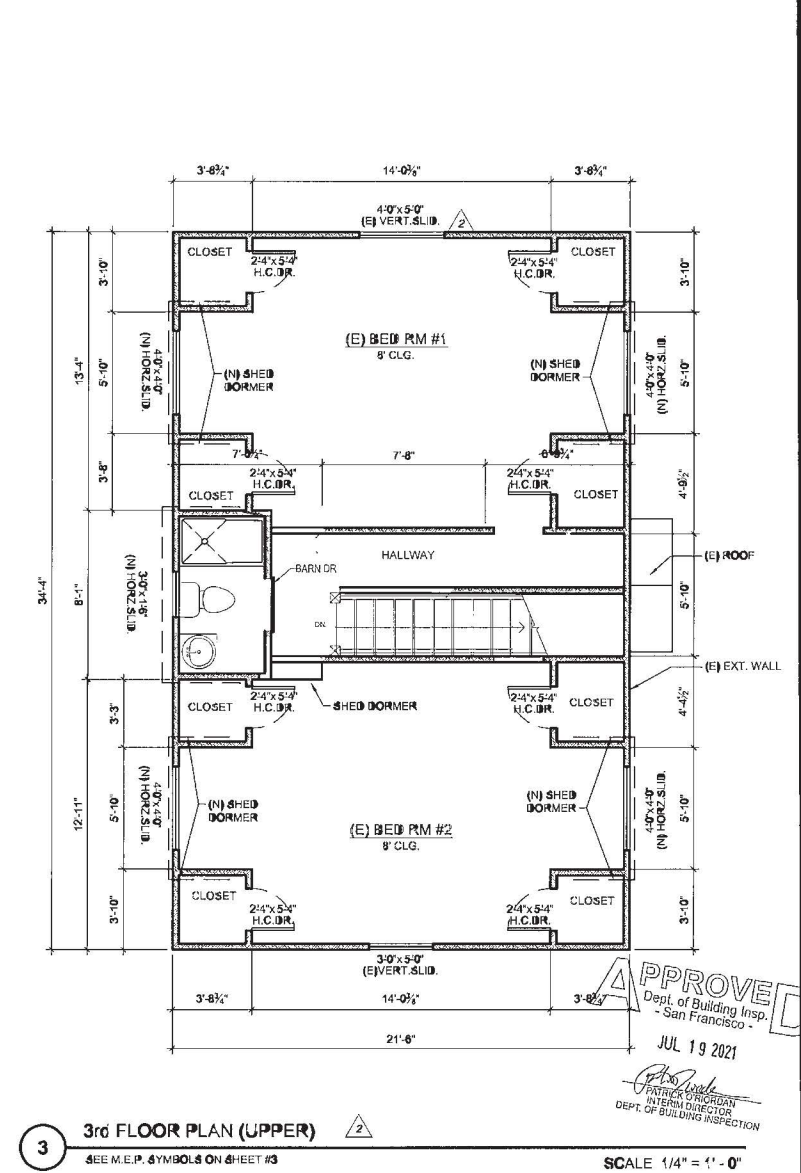 3'-8¾" 14'-0⅜" 3'-8¾"
4'-0"x5'-0"
(E) VERT.SLID. 2
CLOSET
2'-4"x5'-4"
H.C.DR.
2'-4"x5'-4"
H.C.DR.
CLOSET
3'-10"
3'-10"
(E) BED RM #1
8' CLG.
(N) SHED
DORMER
(N) SHED
DORMER
4'-0"x4'-0"
(N) HORZ.SLID.
4'-0"x4'-0"
(N) HORZ.SLID.
13'-4"
5'-10"
5'-10"
7'-8"
2'-4"x5'-4"
H.C.DR.
2'-4"x5'-4"
H.C.DR.
CLOSET
CLOSET
3'-8"
4'-9½"
HALLWAY
BARN DR
(E) ROOF
3'-0"x1'-6"
(N) HORZ.SLID.
34'-4"
8'-1"
5'-10"
DN.
(E) EXT. WALL
CLOSET
2'-4"x5'-4"
H.C.DR.
SHED DORMER
2'-4"x5'-4"
H.C.DR.
CLOSET
3'-3"
4'-4½"
(N) SHED
DORMER
(N) SHED
DORMER
4'-0"x4'-0"
(N) HORZ.SLID.
4'-0"x4'-0"
(N) HORZ.SLID.
12'-11"
5'-10"
5'-10"
(E) BED RM #2
8' CLG.
CLOSET
2'-4"x5'-4"
H.C.DR.
2'-4"x5'-4"
H.C.DR.
CLOSET
3'-10"
3'-10"
3'-0"x5'-0"
(E)VERT.SLID.
3'-8¾" 14'-0⅜" 3'-8¾"
21'-6"
APPROVED
Dept. of Building Insp.
- San Francisco -
JUL 19 2021
PATRICK O'RIORDAN
INTERIM DIRECTOR
DEPT. OF BUILDING INSPECTION
3 3rd FLOOR PLAN (UPPER) 2
SEE M.E.P. SYMBOLS ON SHEET #3
SCALE 1/4" = 1' - 0"